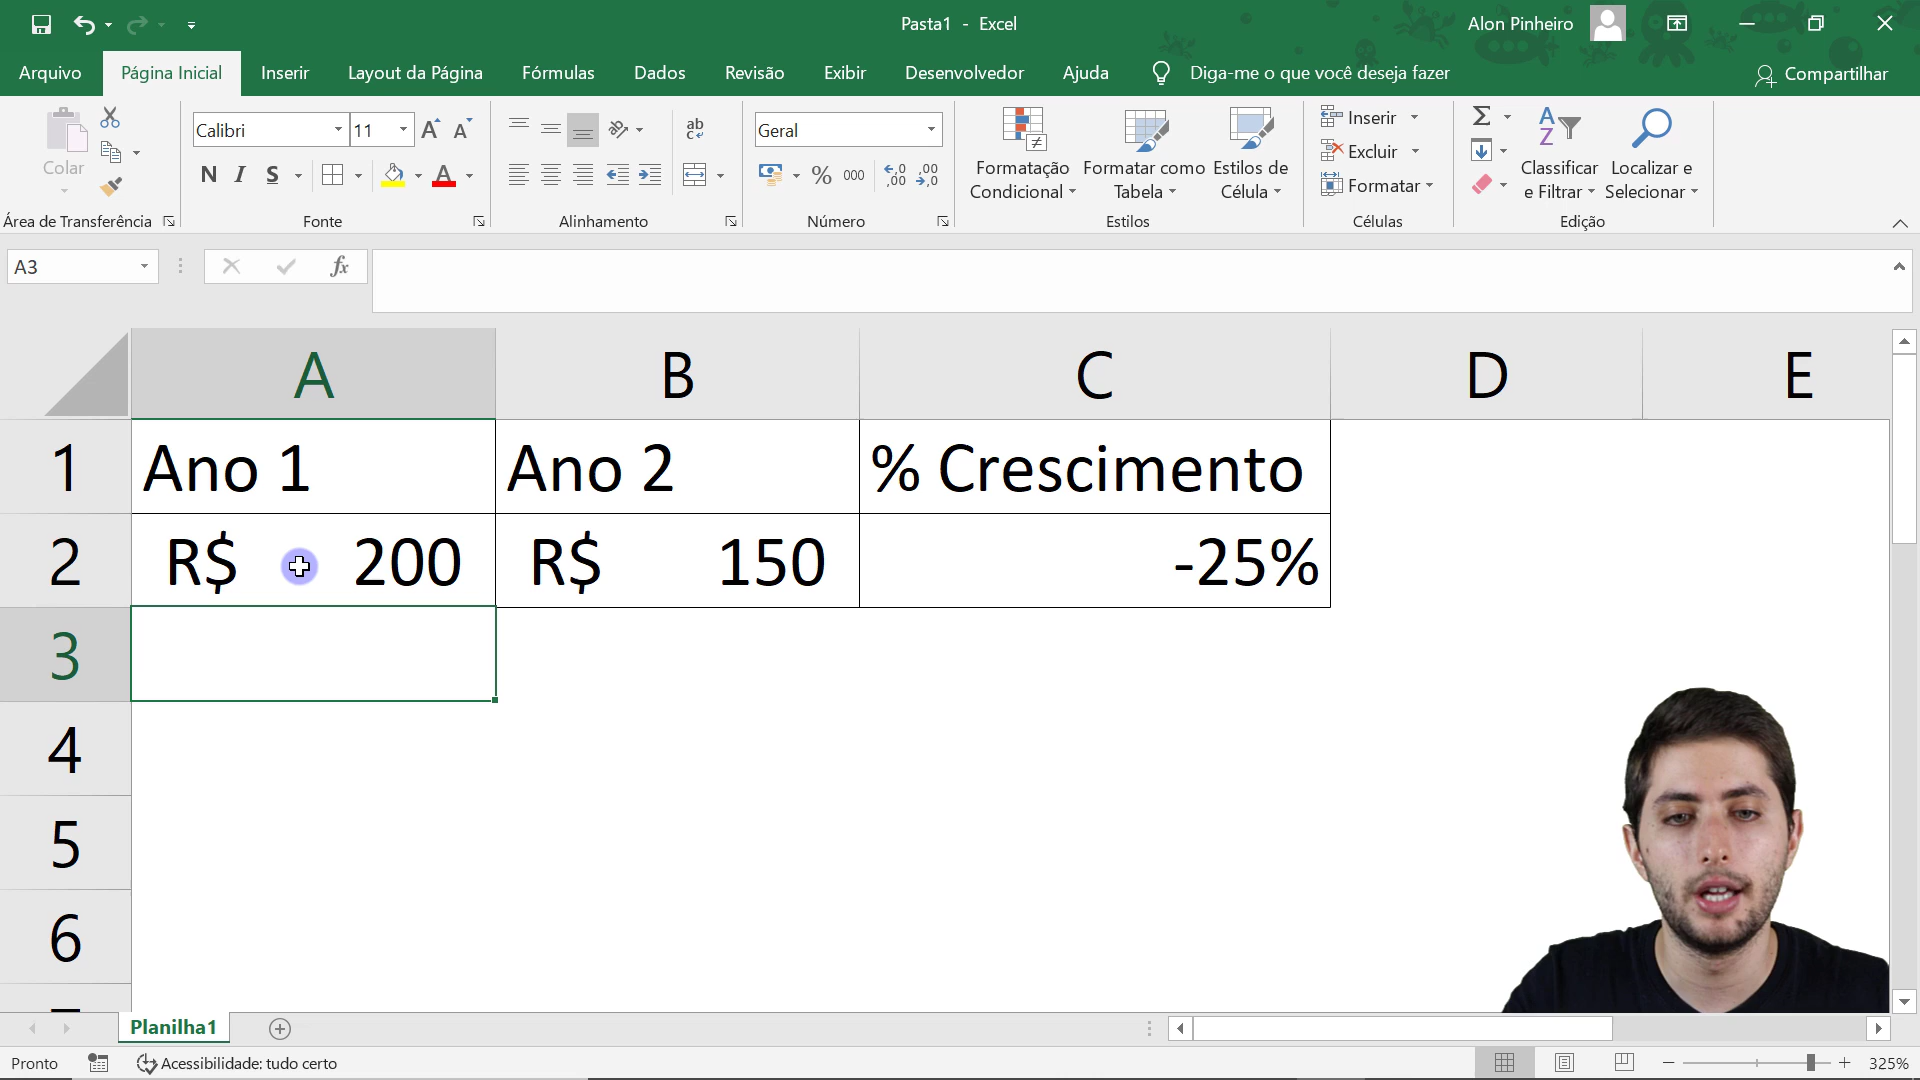 Pasta1 - Excel
Alon Pinheiro
Arquivo Página Inicial Inserir Layout da Página Fórmulas Dados Revisão Exibir Desenvolvedor Ajuda Diga-me o que você deseja fazer Compartilhar
Colar
Calibri 11
N I S
ab
c
Geral
% 000
,00
,00
Formatação Condicional
Formatar como Tabela
Estilos de Célula
Inserir
Excluir
Formatar
Σ
Classificar e Filtrar
Localizar e Selecionar
Área de Transferência Fonte Alinhamento Número Estilos Células Edição
A3 fx
A B C D E
1 Ano 1 Ano 2 % Crescimento
2 R$ 200 R$ 150 -25%
3
4
5
6
Planilha1
Pronto Acessibilidade: tudo certo 325%